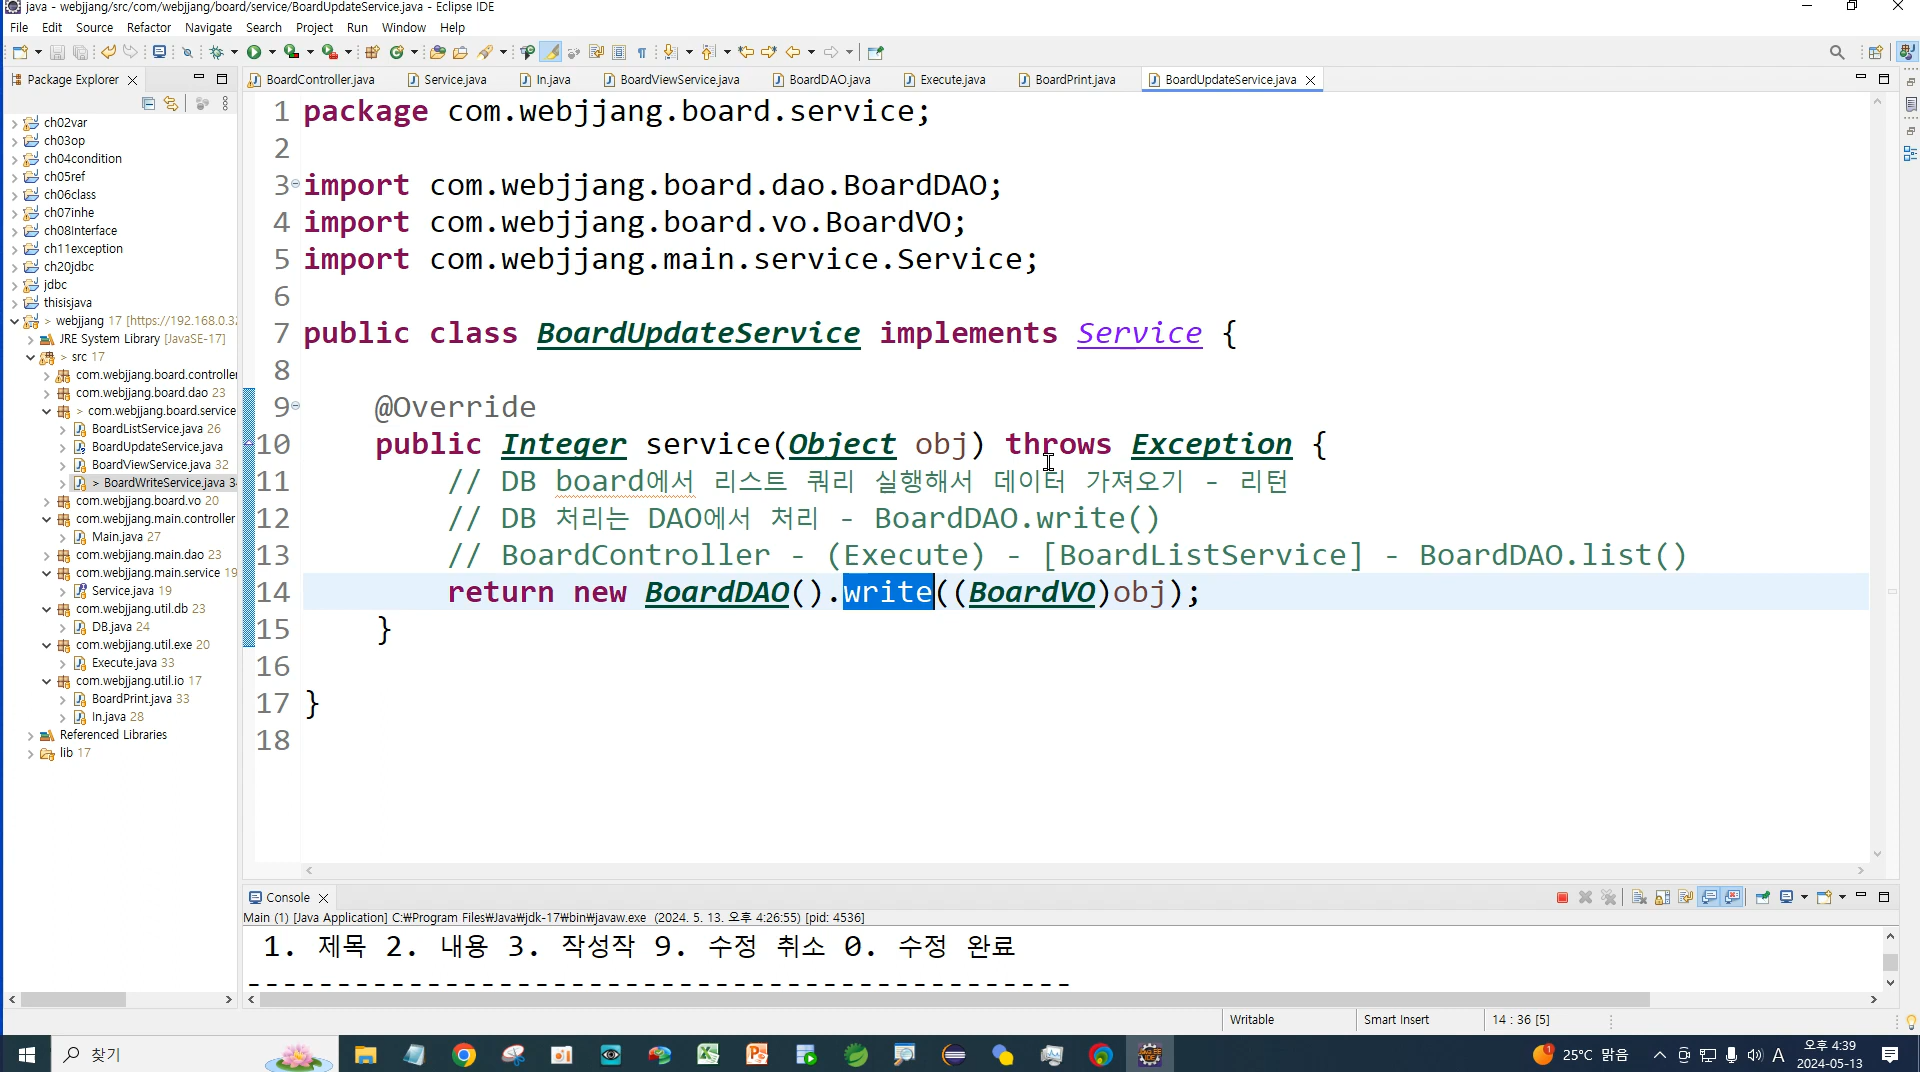 java - webjjang/src/com/webjjang/board/service/BoardUpdateService.java - Eclipse IDE
File Edit Source Refactor Navigate Search Project Run Window Help
Package Explorer
BoardController.java Service.java In.java BoardViewService.java BoardDAO.java Execute.java BoardPrint.java BoardUpdateService.java
ch02var
ch03op
ch04condition
ch05ref
ch06class
ch07inhe
ch08Interface
ch11exception
ch20jdbc
jdbc
thisisjava
> webjjang 17 [https://192.168.0.3
JRE System Library [JavaSE-17]
> src 17
com.webjjang.board.controller
com.webjjang.board.dao 23
> com.webjjang.board.service
BoardListService.java 26
BoardUpdateService.java
BoardViewService.java 32
> BoardWriteService.java 3
com.webjjang.board.vo 20
com.webjjang.main.controller
Main.java 27
com.webjjang.main.dao 23
com.webjjang.main.service 19
Service.java 19
com.webjjang.util.db 23
DB.java 24
com.webjjang.util.exe 20
Execute.java 33
com.webjjang.util.io 17
BoardPrint.java 33
In.java 28
Referenced Libraries
lib 17
1 package com.webjjang.board.service;
2
3 import com.webjjang.board.dao.BoardDAO;
4 import com.webjjang.board.vo.BoardVO;
5 import com.webjjang.main.service.Service;
6
7 public class BoardUpdateService implements Service {
8
9 @Override
10 public Integer service(Object obj) throws Exception {
11 // DB board에서 리스트 쿼리 실행해서 데이터 가져오기 - 리턴
12 // DB 처리는 DAO에서 처리 - BoardDAO.write()
13 // BoardController - (Execute) - [BoardListService] - BoardDAO.list()
14 return new BoardDAO().write((BoardVO)obj);
15 }
16
17 }
18
Console
Main (1) [Java Application] C:₩Program Files₩Java₩jdk-17₩bin₩javaw.exe (2024. 5. 13. 오후 4:26:55) [pid: 4536]
1. 제목 2. 내용 3. 작성작 9. 수정 취소 0. 수정 완료
----------------------------------------------
Writable Smart Insert 14 : 36 [5]
찾기
25°C 맑음 A 오후 4:39
2024-05-13